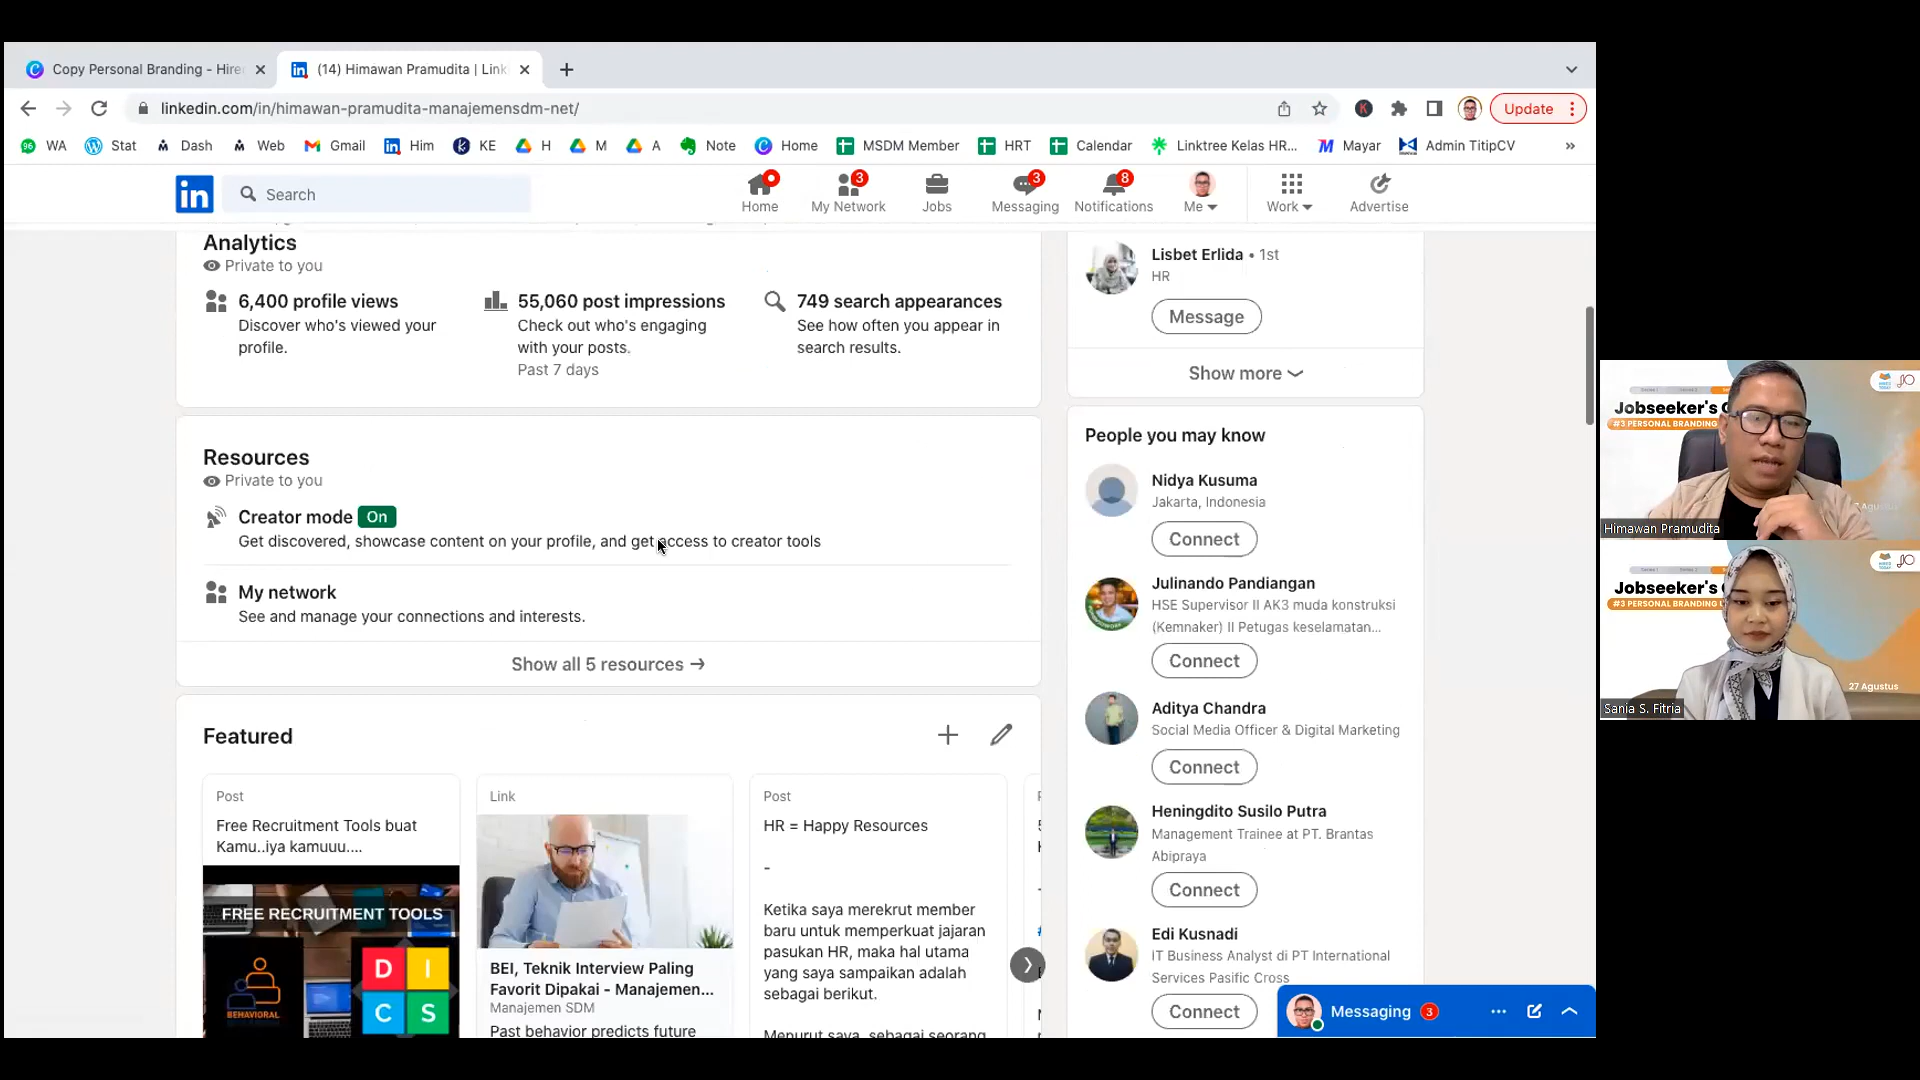 Copy Personal Branding - Hire
(14) Himawan Pramudita | Link
linkedin.com/in/himawan-pramudita-manajemensdm-net/
K
Update
96 WA
Stat
Dash
Web
Gmail
Him
KE
H
M
A
Note
Home
MSDM Member
HRT
Calendar
Linktree Kelas HR...
Mayar
Admin TitipCV
»
in
Search
Home
3
My Network
Jobs
3
Messaging
8
Notifications
Me
Work
Advertise
Analytics
Private to you
6,400 profile views
Discover who's viewed your
profile.
55,060 post impressions
Check out who's engaging
with your posts.
Past 7 days
749 search appearances
See how often you appear in
search results.
Resources
Private to you
Creator mode On
Get discovered, showcase content on your profile, and get access to creator tools
My network
See and manage your connections and interests.
Show all 5 resources →
Featured
Post
Free Recruitment Tools buat
Kamu..iya kamuuu....
FREE RECRUITMENT TOOLS
BEHAVIORAL
D I
C S
Link
BEI, Teknik Interview Paling
Favorit Dipakai - Manajemen...
Manajemen SDM
Past behavior predicts future
Post
HR = Happy Resources
-
Ketika saya merekrut member
baru untuk memperkuat jajaran
pasukan HR, maka hal utama
yang saya sampaikan adalah
sebagai berikut.
Menurut saya, sebagai seorang
Lisbet Erlida • 1st
HR
Message
Show more
People you may know
Nidya Kusuma
Jakarta, Indonesia
Connect
Julinando Pandiangan
HSE Supervisor II AK3 muda konstruksi
(Kemnaker) II Petugas keselamatan...
Connect
Aditya Chandra
Social Media Officer & Digital Marketing
Connect
Heningdito Susilo Putra
Management Trainee at PT. Brantas
Abipraya
Connect
Edi Kusnadi
IT Business Analyst di PT International
Services Pasific Cross
Connect
Messaging 3
Jobseeker's
#3 PERSONAL BRANDING
Himawan Pramudita
Jobseeker's
#3 PERSONAL BRANDING
27 Agustus
Sania S. Fitria